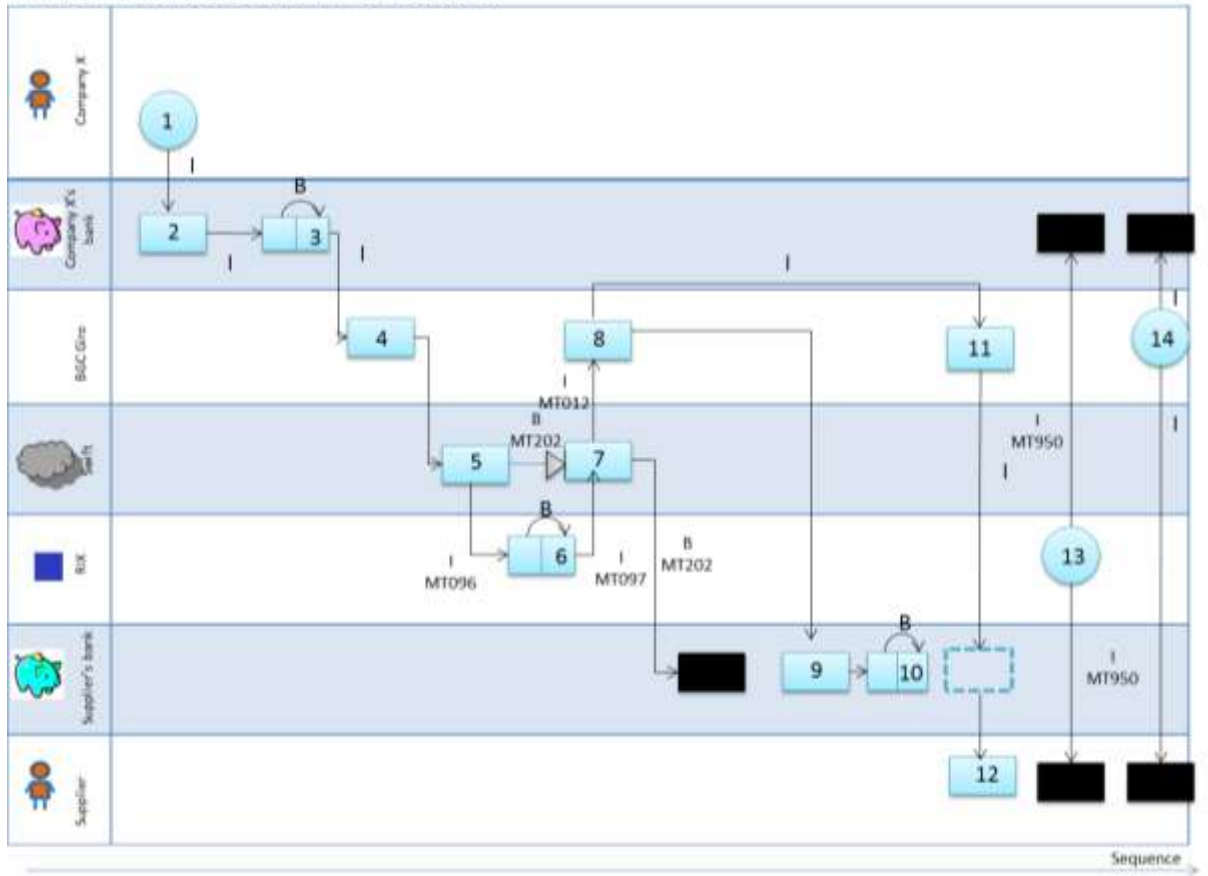 Company X
1
I
Company X's
bank
2
I
B
3
I
I
BGC Giro
4
8
11
14
I
I
MT012
Swift
5
B
MT202
7
I
MT950
I
I
RIX
I
MT096
B
6
I
MT097
B
MT202
13
Supplier's bank
9
B
10
I
MT950
Supplier
12
Sequence